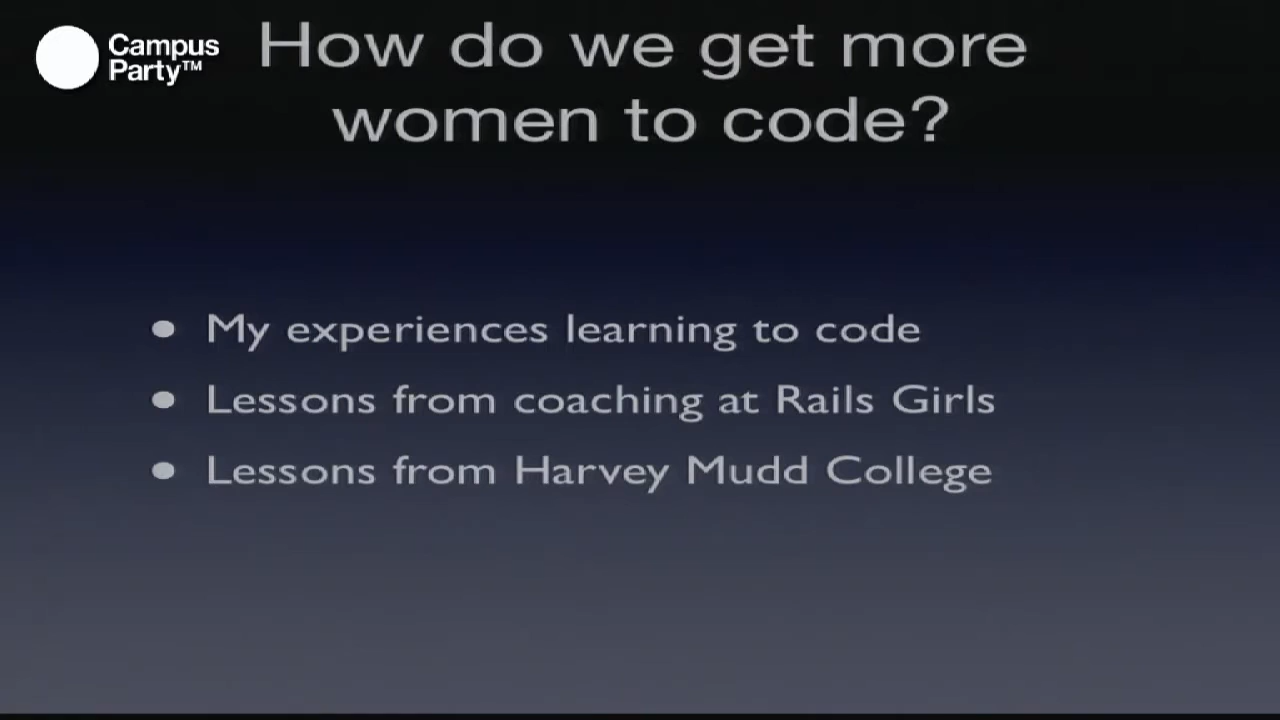 Campus
Party™
How do we get more
women to code?
• My experiences learning to code
• Lessons from coaching at Rails Girls
• Lessons from Harvey Mudd College